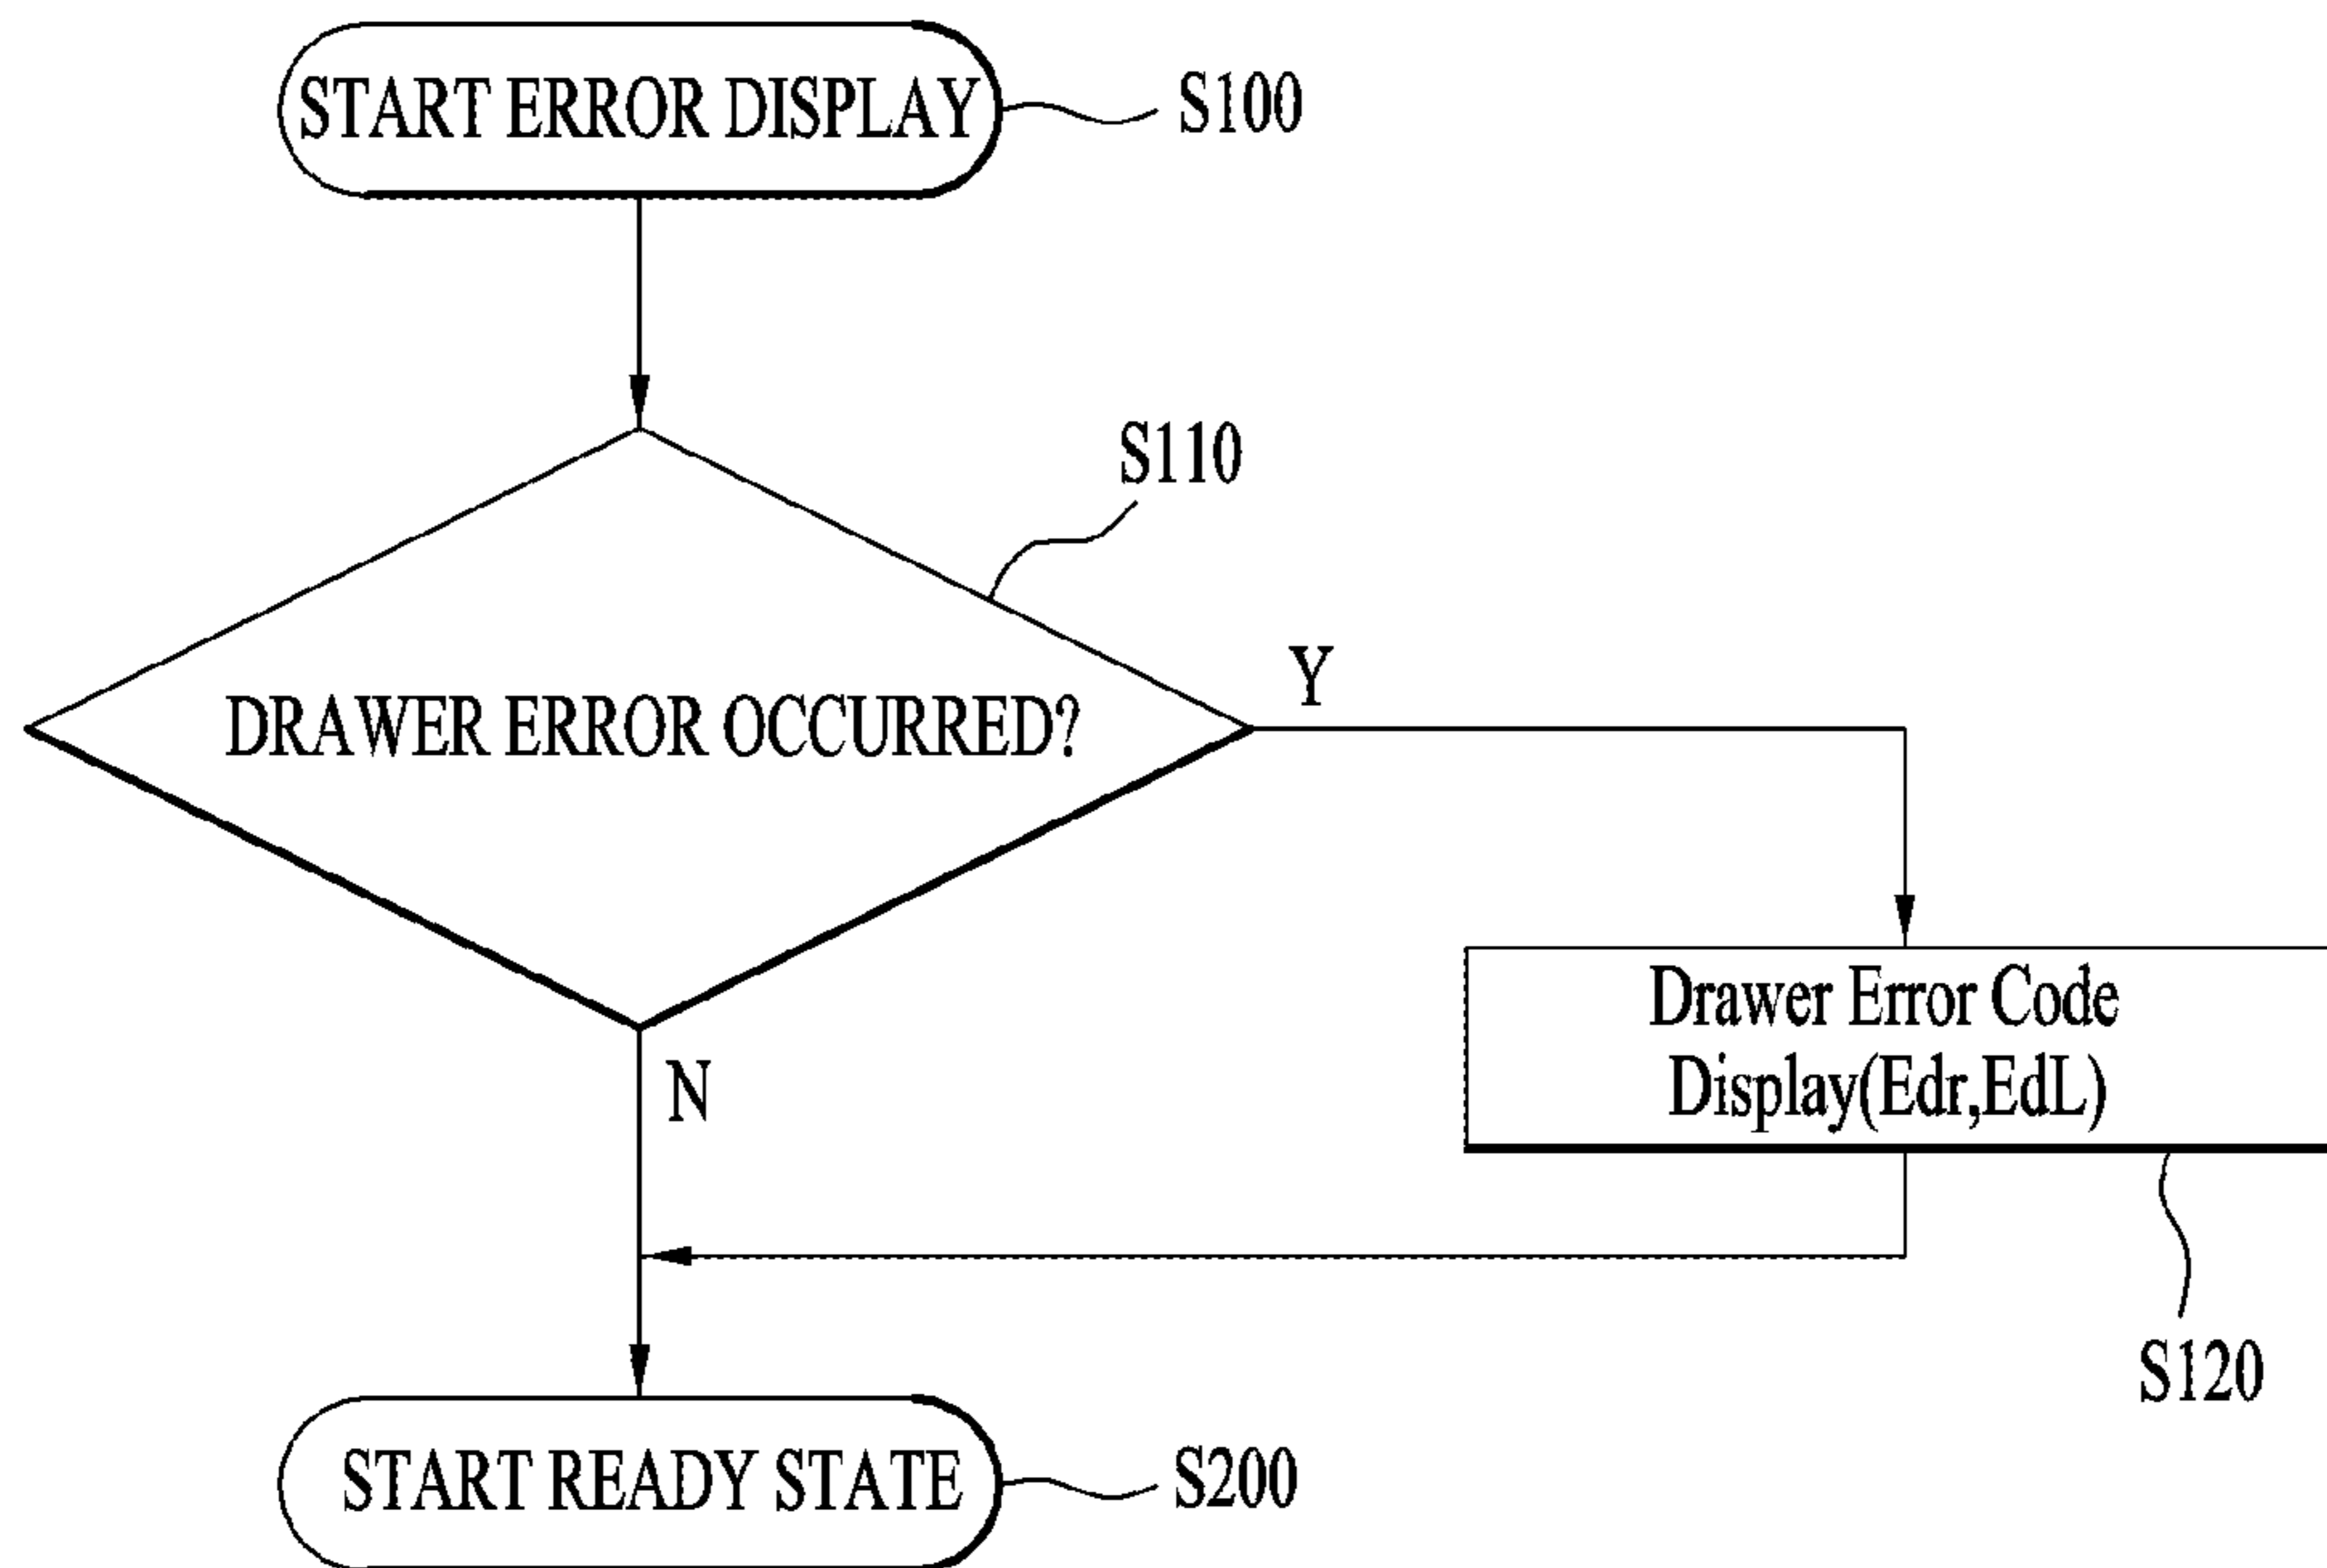 START ERROR DISPLAY
S100
S110
DRAWER ERROR OCCURRED?
Y
N
Drawer Error Code
Display(Edr,EdL)
S120
START READY STATE
S200